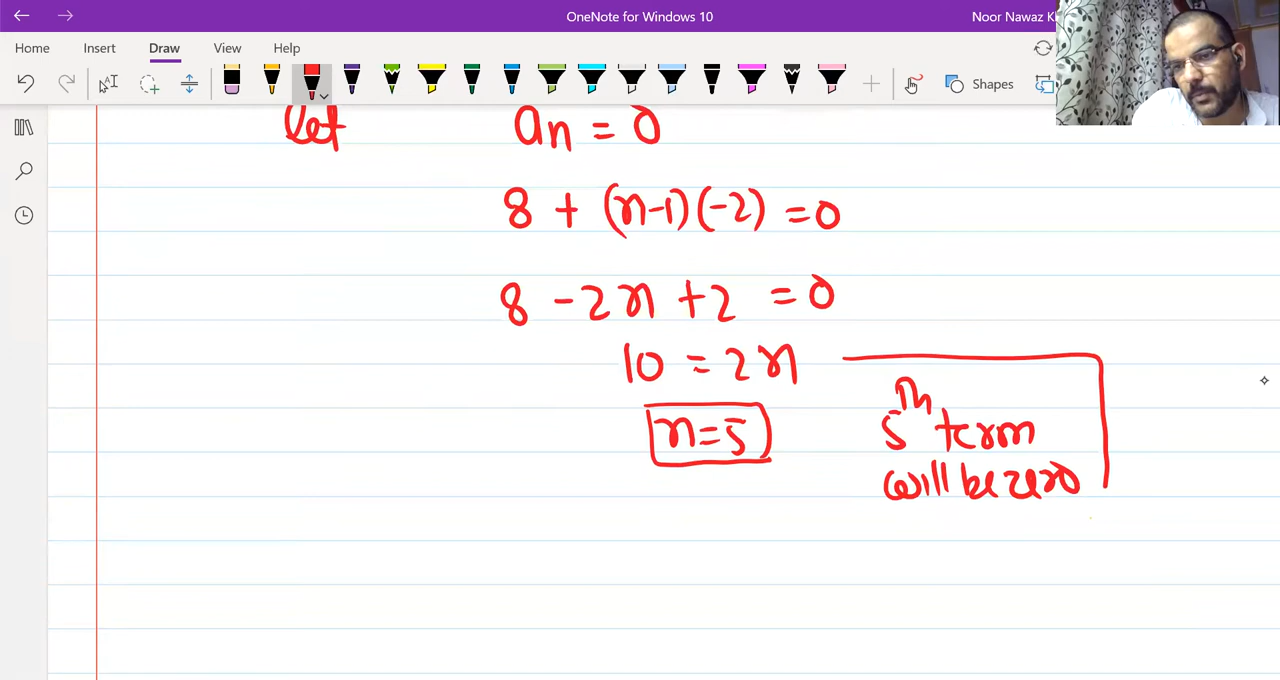 OneNote for Windows 10
Noor Nawaz K
Home Insert Draw View Help
Shapes
let an = 0
8 + (n-1)(-2) = 0
8 - 2n + 2 = 0
10 = 2n
n = 5
5th term
will be zero